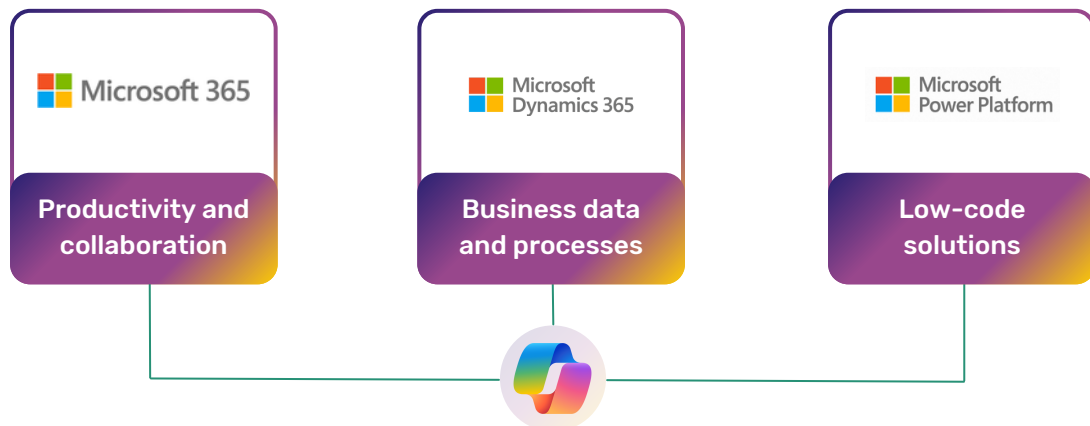 Microsoft 365
Productivity and
collaboration
Microsoft
Dynamics 365
Business data
and processes
Microsoft
Power Platform
Low-code
solutions